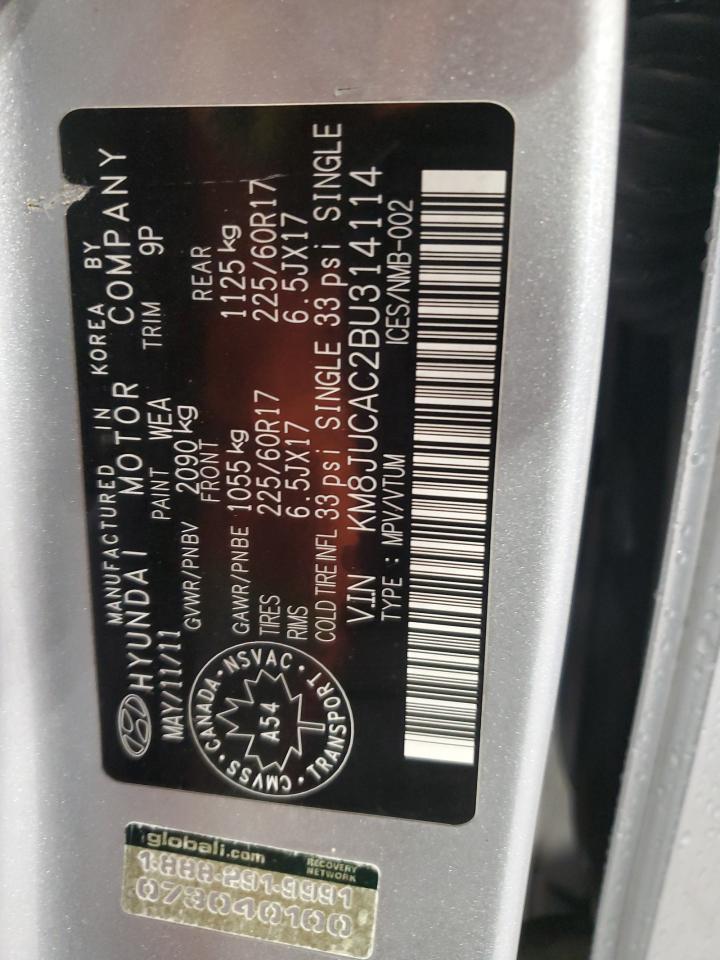 MANUFACTURED IN KOREA BY
HYUNDAI MOTOR COMPANY
MAY/11/11 PAINT WEA TRIM 9P
GVWR/PNBV 2090 kg
FRONT REAR
GAWR/PNBE 1055 kg 1125 kg
TIRES 225/60R17 225/60R17
RIMS 6.5JX17 6.5JX17
COLD TIRE INFL 33 psi SINGLE 33 psi SINGLE
V.I.N KM8JUCAC2BU314114
TYPE : MPV/VTUM ICES/NMB-002
CANADA · NSVAC · TRANSPORT · CMVSS ·
A54
globali.com
RECOVERY
NETWORK
1-888-291-9991
073040100